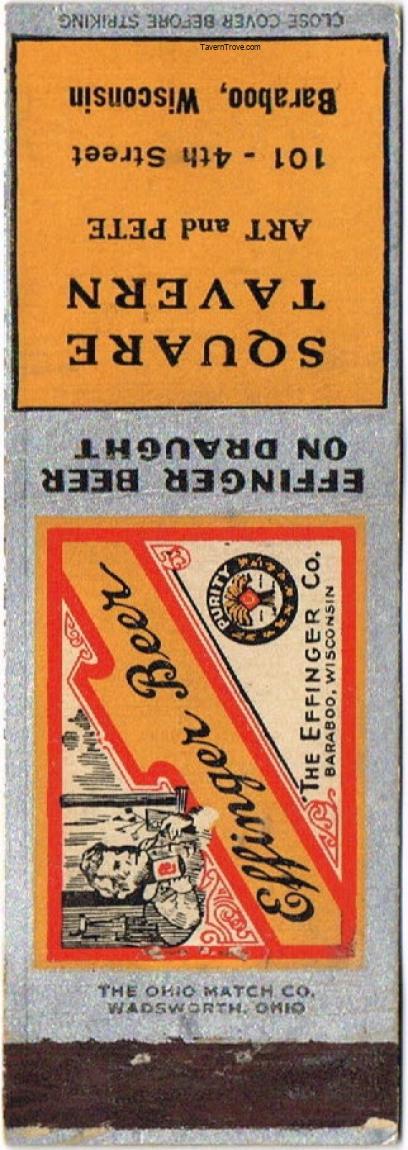 CLOSE COVER BEFORE STRIKING
TavernTrove.com
SQUARE
TAVERN
ART and PETE
101 - 4th Street
Baraboo, Wisconsin
EFFINGER BEER
ON DRAUGHT
Effinger Beer
PURITY
THE EFFINGER CO.
BARABOO, WISCONSIN
THE OHIO MATCH CO.
WADSWORTH, OHIO